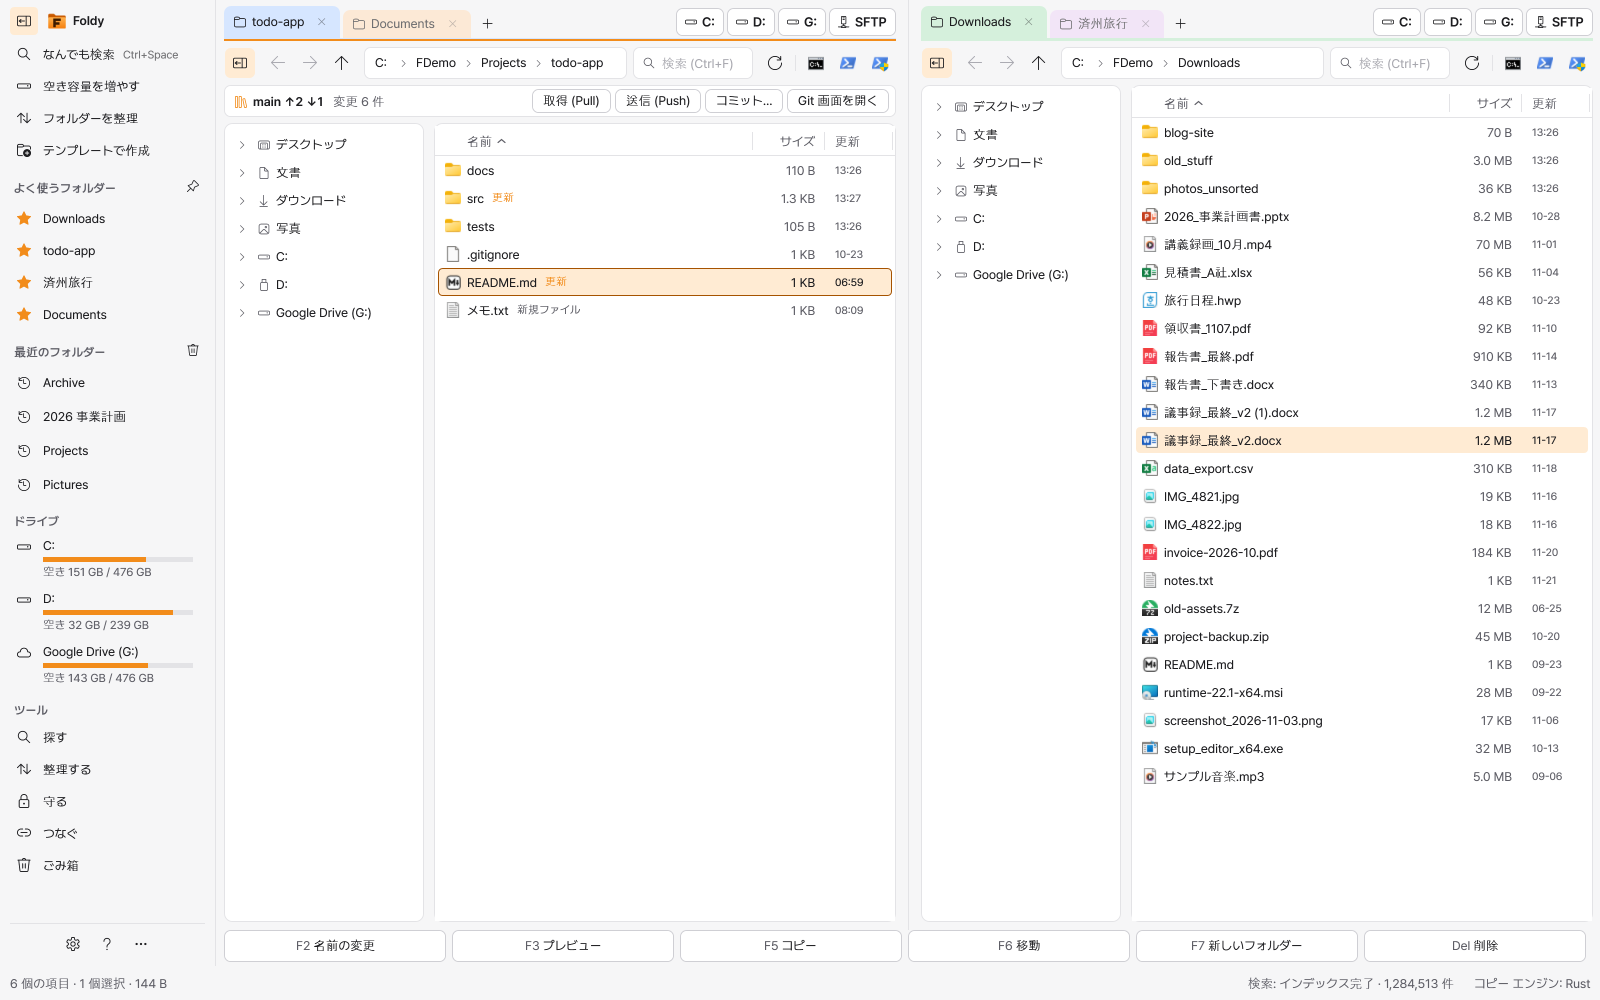 Foldy
なんでも検索 Ctrl+Space
空き容量を増やす
フォルダーを整理
テンプレートで作成
よく使うフォルダー
Downloads
todo-app
済州旅行
Documents
最近のフォルダー
Archive
2026 事業計画
Projects
Pictures
ドライブ
C:
空き 151 GB / 476 GB
D:
空き 32 GB / 239 GB
Google Drive (G:)
空き 143 GB / 476 GB
ツール
探す
整理する
守る
つなぐ
ごみ箱
todo-app × Documents × + C: D: G: SFTP
C: > FDemo > Projects > todo-app 検索 (Ctrl+F)
main ↑2 ↓1 変更 6 件 取得 (Pull) 送信 (Push) コミット... Git 画面を開く
デスクトップ
文書
ダウンロード
写真
C:
D:
Google Drive (G:)
名前 サイズ 更新
docs 110 B 13:26
src 更新 1.3 KB 13:27
tests 105 B 13:26
.gitignore 1 KB 10-23
README.md 更新 1 KB 06:59
メモ.txt 新規ファイル 1 KB 08:09
Downloads × 済州旅行 × + C: D: G: SFTP
C: > FDemo > Downloads 検索 (Ctrl+F)
デスクトップ
文書
ダウンロード
写真
C:
D:
Google Drive (G:)
名前 サイズ 更新
blog-site 70 B 13:26
old_stuff 3.0 MB 13:26
photos_unsorted 36 KB 13:26
2026_事業計画書.pptx 8.2 MB 10-28
講義録画_10月.mp4 70 MB 11-01
見積書_A社.xlsx 56 KB 11-04
旅行日程.hwp 48 KB 10-23
領収書_1107.pdf 92 KB 11-10
報告書_最終.pdf 910 KB 11-14
報告書_下書き.docx 340 KB 11-13
議事録_最終_v2 (1).docx 1.2 MB 11-17
議事録_最終_v2.docx 1.2 MB 11-17
data_export.csv 310 KB 11-18
IMG_4821.jpg 19 KB 11-16
IMG_4822.jpg 18 KB 11-16
invoice-2026-10.pdf 184 KB 11-20
notes.txt 1 KB 11-21
old-assets.7z 12 MB 06-25
project-backup.zip 45 MB 10-20
README.md 1 KB 09-23
runtime-22.1-x64.msi 28 MB 09-22
screenshot_2026-11-03.png 17 KB 11-06
setup_editor_x64.exe 32 MB 10-13
サンプル音楽.mp3 5.0 MB 09-06
F2 名前の変更 F3 プレビュー F5 コピー F6 移動 F7 新しいフォルダー Del 削除
6 個の項目 · 1 個選択 · 144 B 検索: インデックス完了 · 1,284,513 件 コピー エンジン: Rust